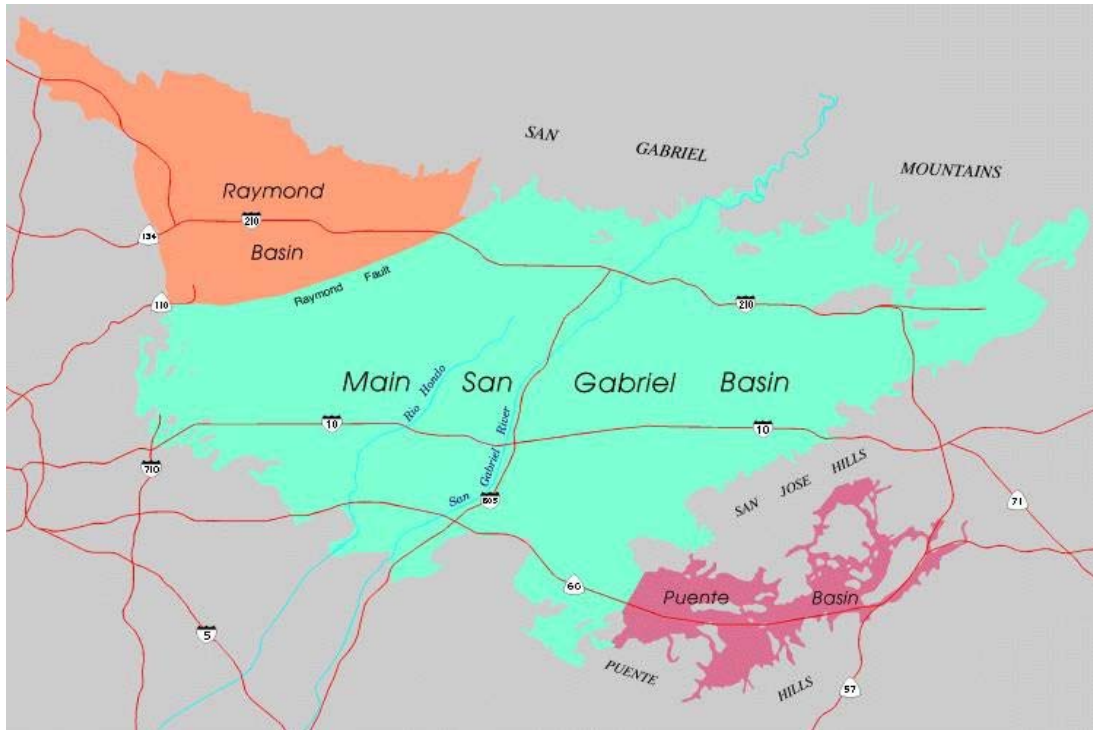 SAN GABRIEL MOUNTAINS
Raymond
210
134
Basin
Raymond Fault
110
210
Main San Gabriel Basin
Rio Hondo
10
10
San Gabriel River
710
SAN JOSE HILLS
605
71
60
Puente Basin
5
PUENTE HILLS
57